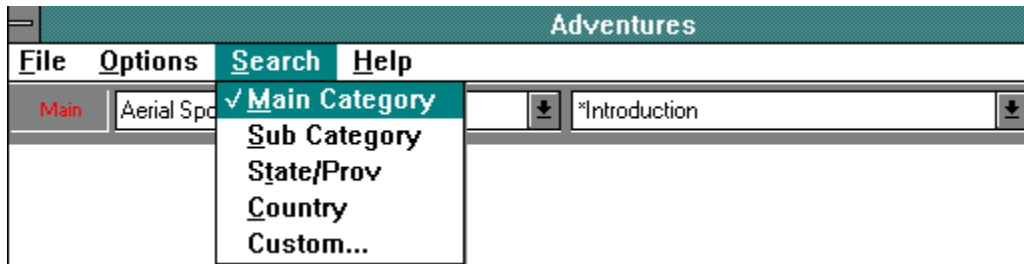 Adventures
File Options Search Help
Main Aerial Spo *Introduction
✓ Main Category
Sub Category
State/Prov
Country
Custom...